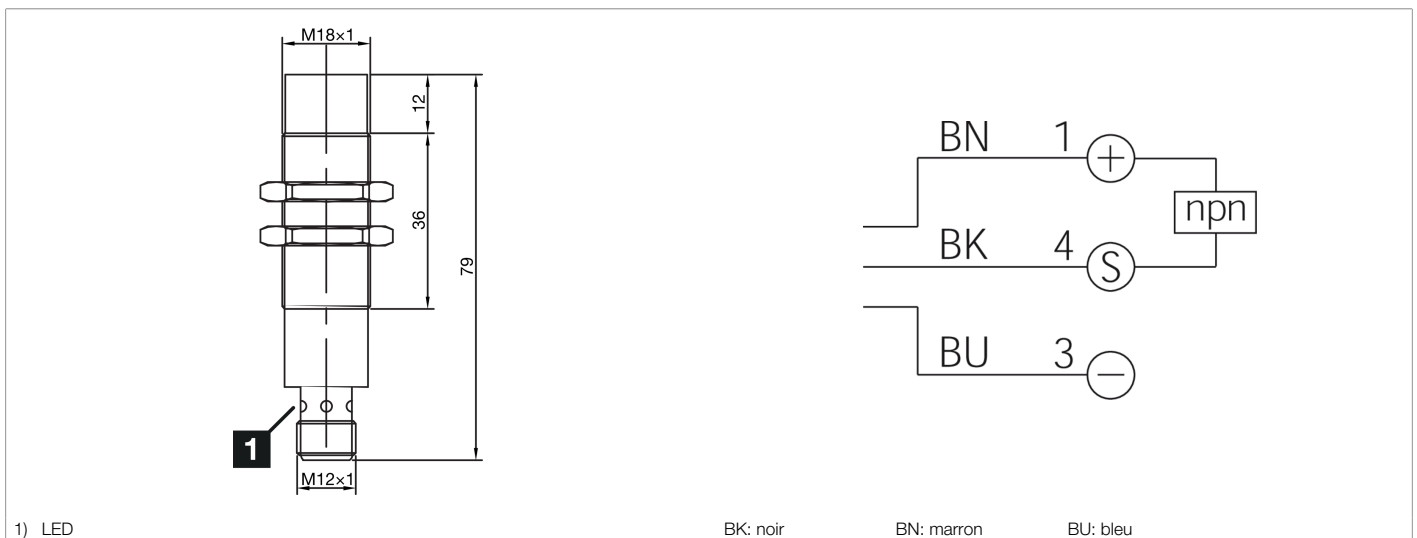 M18×1
12
36
79
1
M12×1
BN 1 +
npn
BK 4 S
BU 3 −
1) LED
BK: noir BN: marron BU: bleu